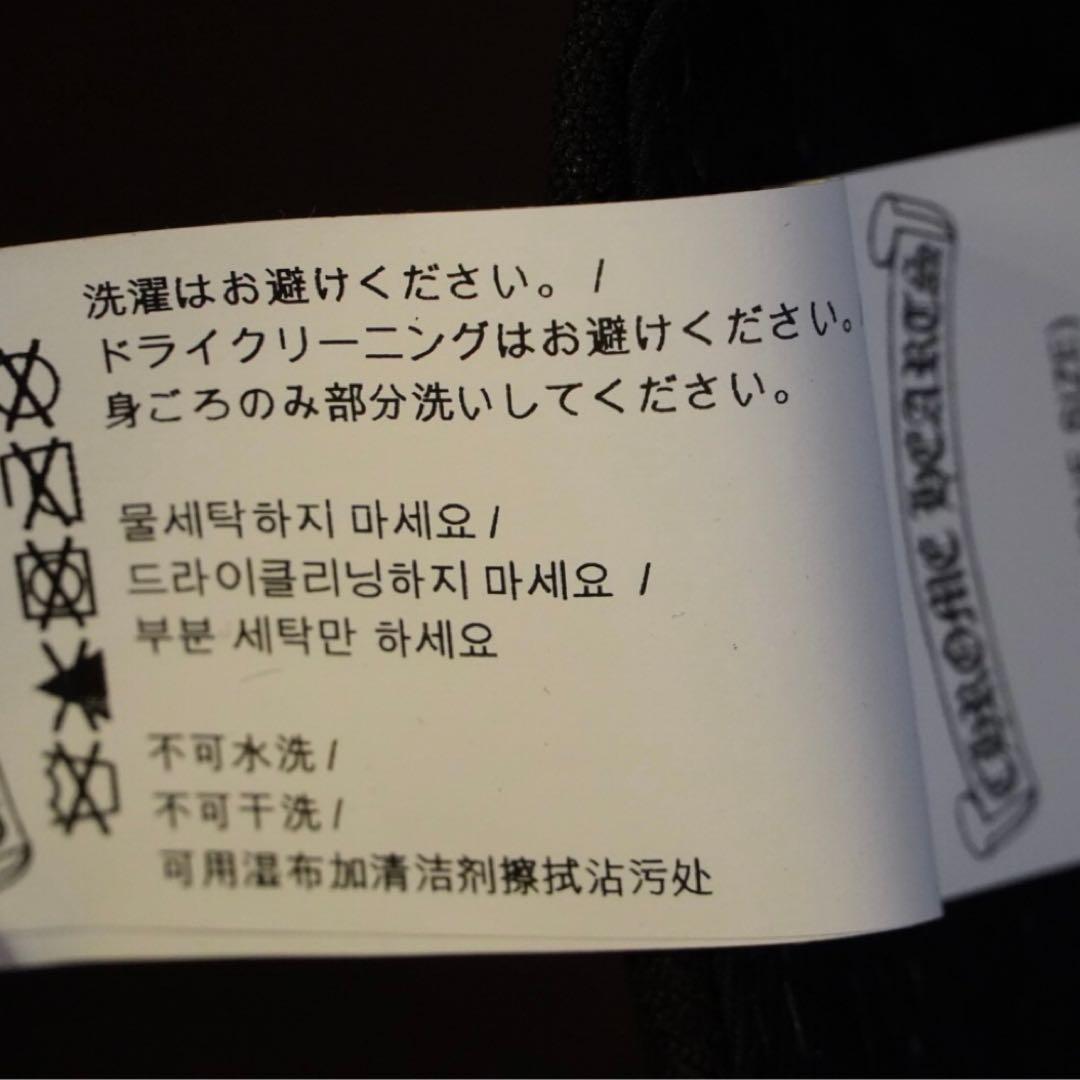 洗濯はお避けください。/
ドライクリーニングはお避けください。
身ごろのみ部分洗いしてください。
물세탁하지 마세요 /
드라이클리닝하지 마세요 /
부분 세탁만 하세요
不可水洗 /
不可干洗 /
可用湿布加清洁剂擦拭沾污处
CHROME HEARTS
SIZE)